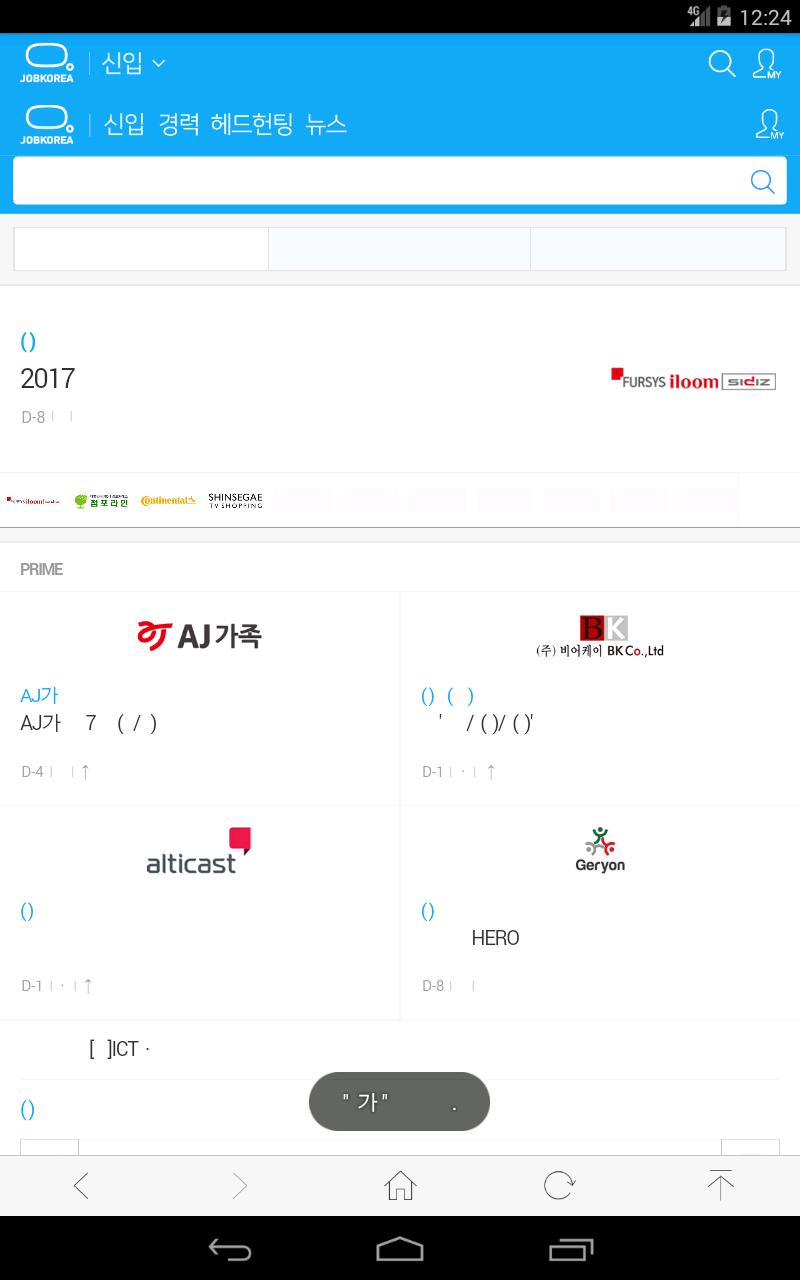 4G 12:24
JOBKOREA 신입
MY
JOBKOREA 신입 경력 헤드헌팅 뉴스
MY
()
2017
FURSYS iloom sidiz
D-8
점포라인 Continental SHINSEGAE
TV SHOPPING
PRIME
AJ가족
BK
(주) 비어케이 BK Co.,Ltd
AJ가
AJ가 7 ( / )
D-4 ↑
() ( )
' / ( )/ ( )'
D-1 · ↑
alticast
Geryon
()
D-1 · ↑
()
HERO
D-8
[ ]ICT ·
()
" 가" .